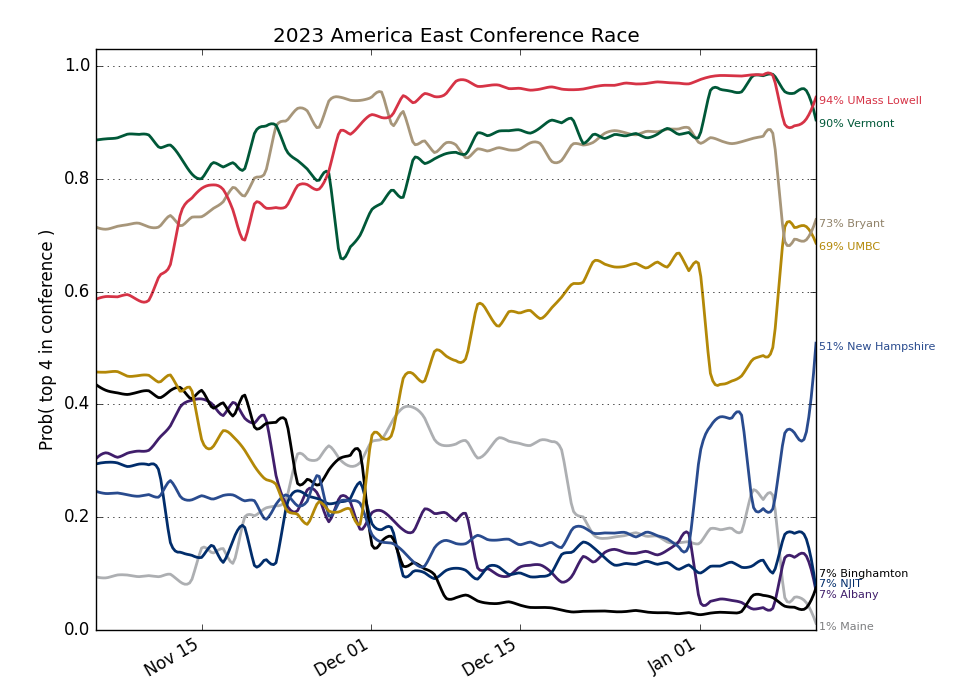 2023 America East Conference Race
Prob( top 4 in conference )
1.0
0.8
0.6
0.4
0.2
0.0
Nov 15
Dec 01
Dec 15
Jan 01
94% UMass Lowell
90% Vermont
73% Bryant
69% UMBC
51% New Hampshire
7% Binghamton
7% NJIT
7% Albany
1% Maine